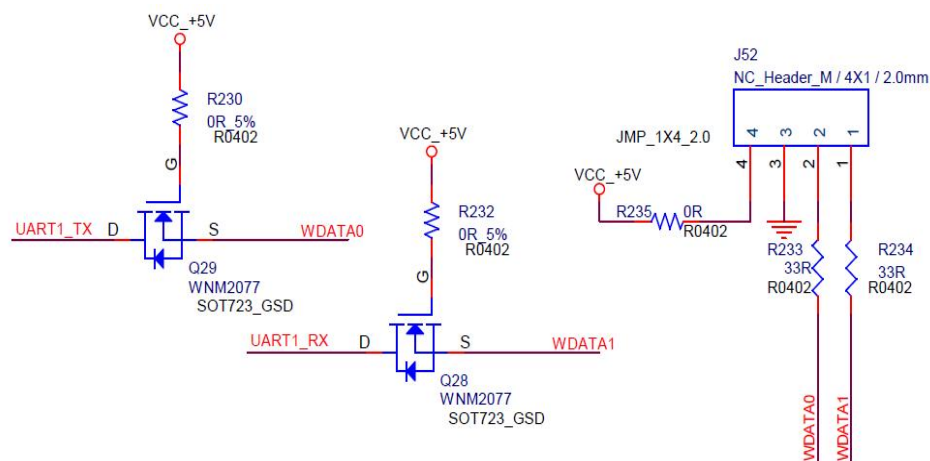 VCC_+5V
R230
0R_5%
R0402
G
UART1_TX
D
S
WDATA0
Q29
WNM2077
SOT723_GSD
VCC_+5V
R232
0R_5%
R0402
G
UART1_RX
D
S
WDATA1
Q28
WNM2077
SOT723_GSD
J52
NC_Header_M / 4X1 / 2.0mm
JMP_1X4_2.0
4
3
2
1
4
3
2
1
VCC_+5V
R235
0R
R0402
R233
33R
R0402
R234
33R
R0402
WDATA0
WDATA1